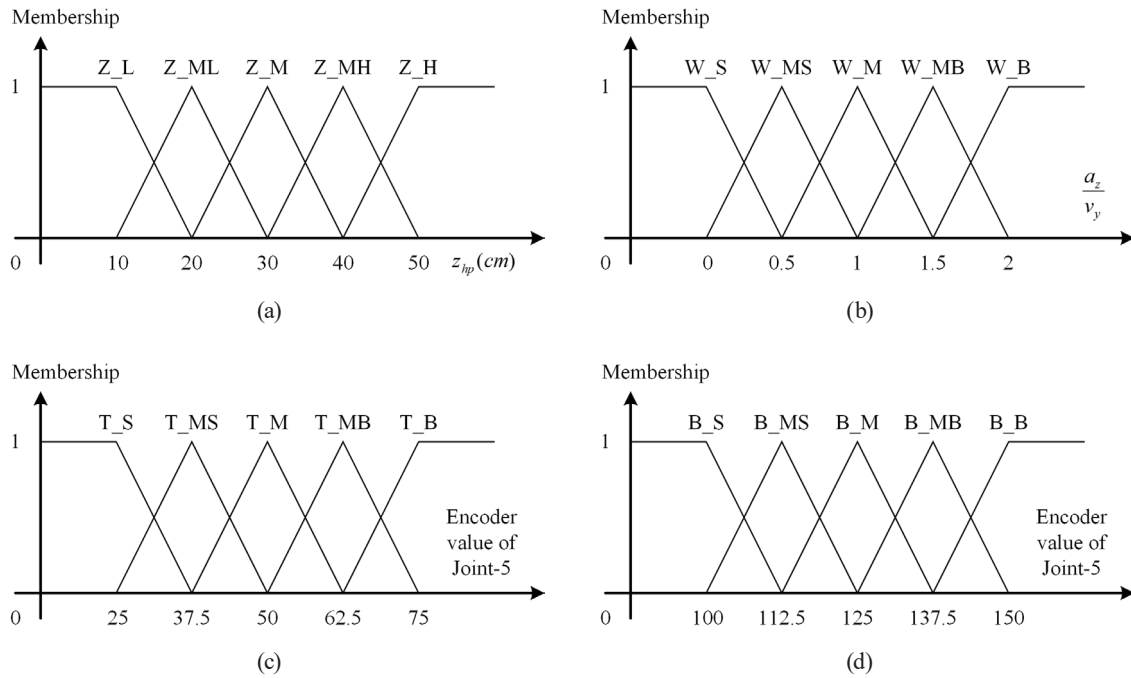 Membership
Z_L Z_ML Z_M Z_MH Z_H
1
0 10 20 30 40 50 z_hp(cm)
(a)
Membership
W_S W_MS W_M W_MB W_B
1
a_z
v_y
0 0 0.5 1 1.5 2
(b)
Membership
T_S T_MS T_M T_MB T_B
1
Encoder
value of
Joint-5
0 25 37.5 50 62.5 75
(c)
Membership
B_S B_MS B_M B_MB B_B
1
Encoder
value of
Joint-5
0 100 112.5 125 137.5 150
(d)